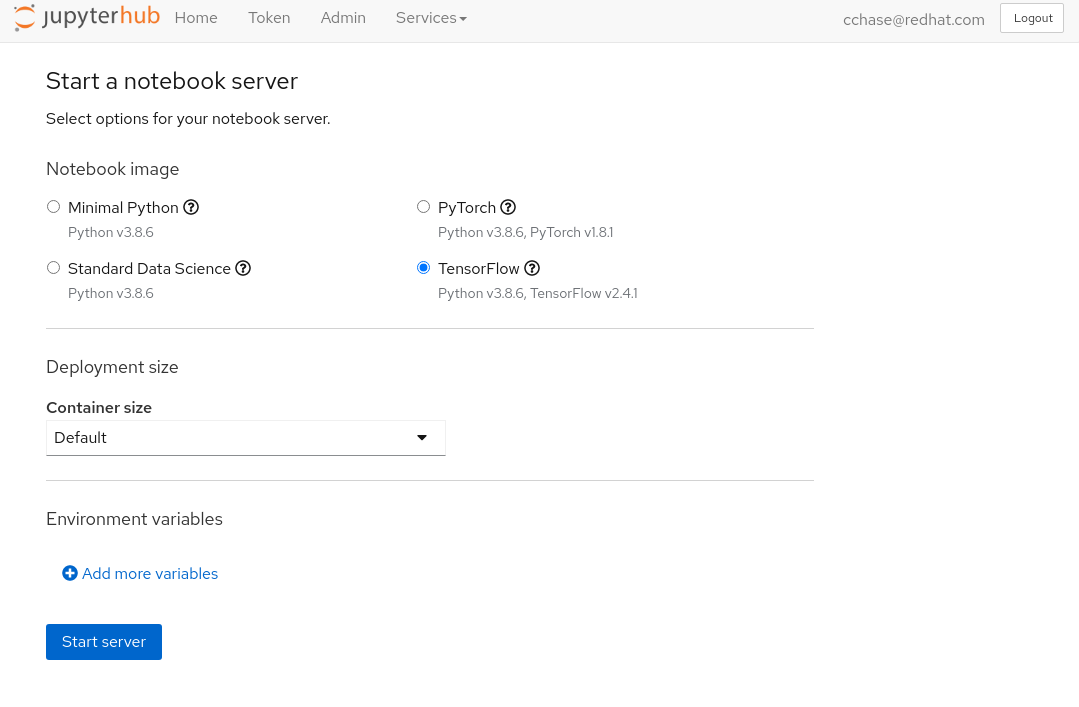 jupyterhub Home Token Admin Services cchase@redhat.com Logout
Start a notebook server
Select options for your notebook server.
Notebook image
Minimal Python PyTorch
Python v3.8.6 Python v3.8.6, PyTorch v1.8.1
Standard Data Science TensorFlow
Python v3.8.6 Python v3.8.6, TensorFlow v2.4.1
Deployment size
Container size
Default
Environment variables
Add more variables
Start server